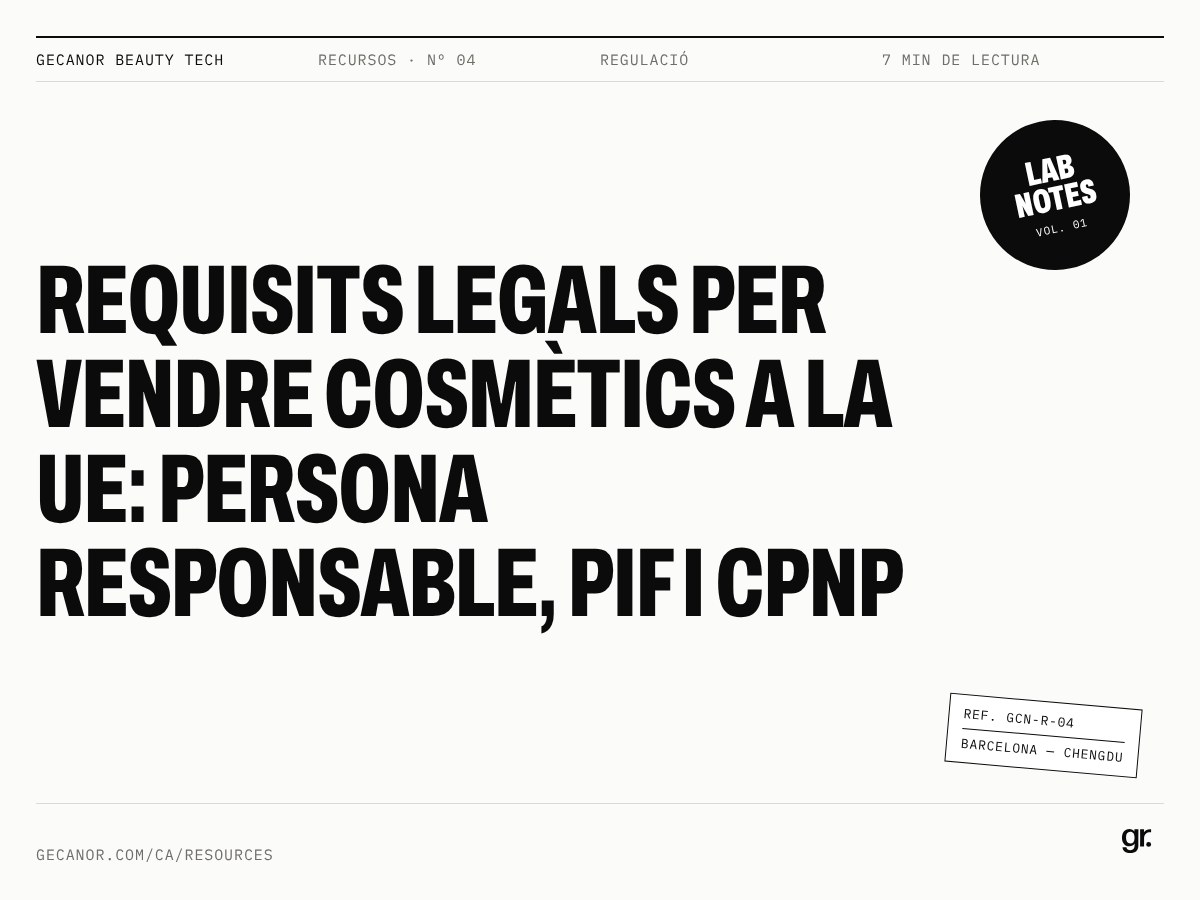 GECANOR BEAUTY TECH
RECURSOS · Nº 04
REGULACIÓ
7 MIN DE LECTURA
LAB
NOTES
VOL. 01
REQUISITS LEGALS PER
VENDRE COSMÈTICS A LA
UE: PERSONA
RESPONSABLE, PIF I CPNP
REF. GCN-R-04
BARCELONA — CHENGDU
GECANOR.COM/CA/RESOURCES
gr.